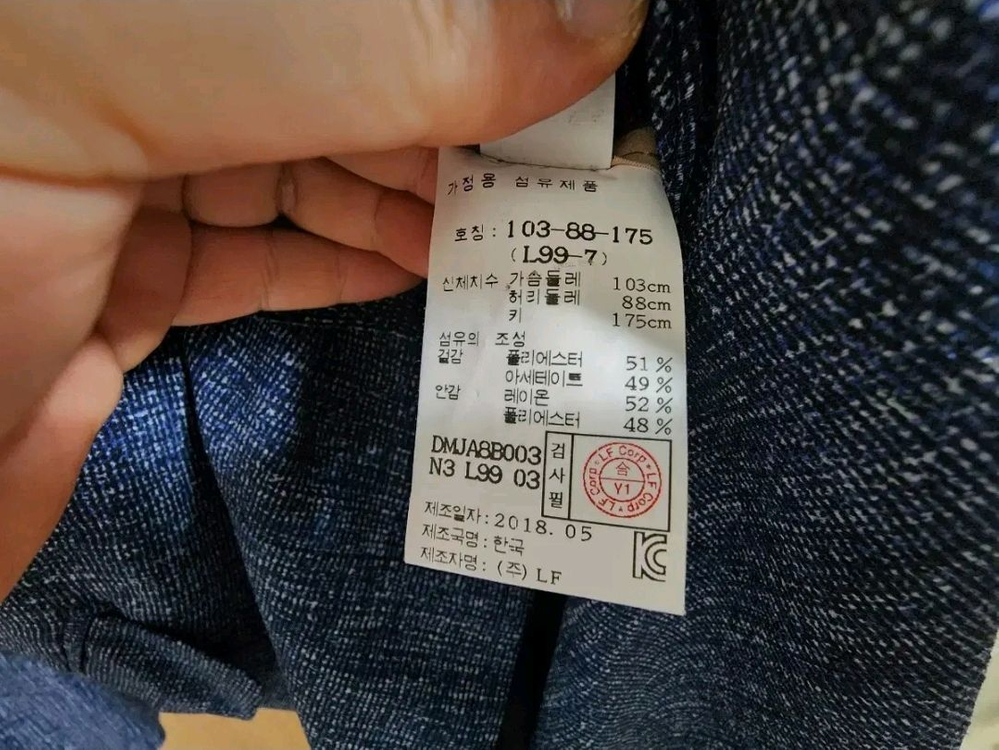 가정용 섬유제품
호칭 : 103-88-175
(L99-7)
신체치수 가슴둘레 103cm
허리둘레 88cm
키 175cm
섬유의 조성
겉감 폴리에스터 51 %
아세테이트 49 %
안감 레이온 52 %
폴리에스터 48 %
DMJA8B003
N3 L99 03
검사필
LF Corp • LF Corp • LF Corp
合
V1
제조일자 : 2018. 05
제조국명 : 한국
제조자명 : (주) LF
KC